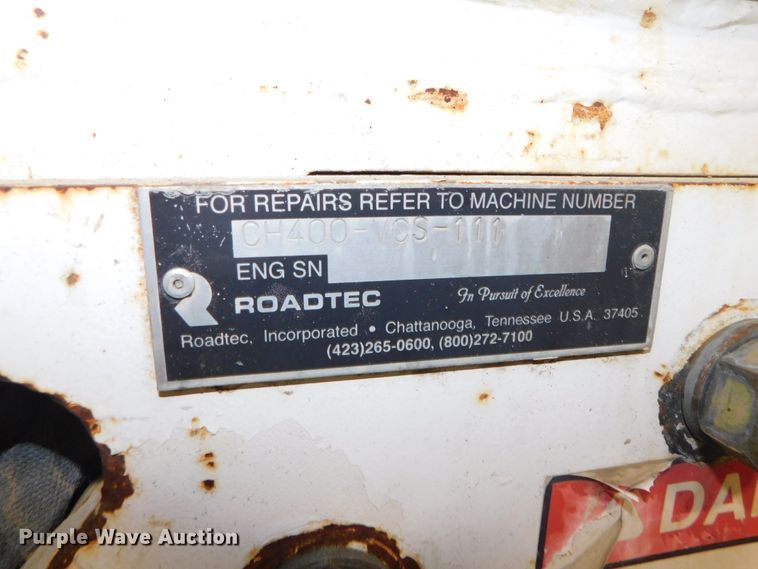 FOR REPAIRS REFER TO MACHINE NUMBER
CH400-VCS-111
ENG SN
ROADTEC In Pursuit of Excellence
Roadtec, Incorporated • Chattanooga, Tennessee U.S.A. 37405
(423)265-0600, (800)272-7100
DA
Purple Wave Auction